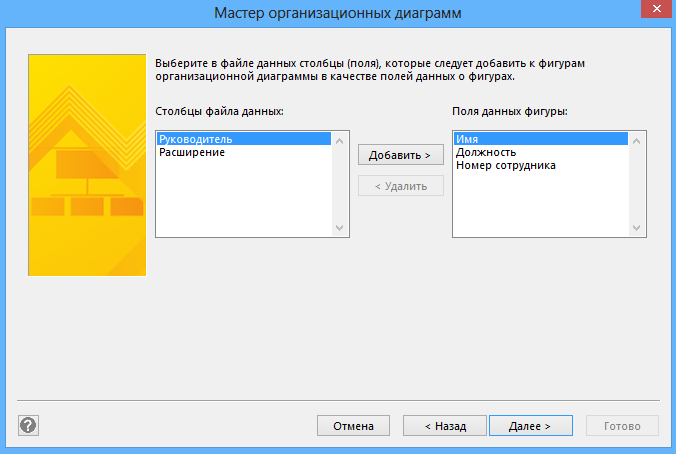 Мастер организационных диаграмм
Выберите в файле данных столбцы (поля), которые следует добавить к фигурам
организационной диаграммы в качестве полей данных о фигурах.
Столбцы файла данных:
Руководитель
Расширение
Добавить >
< Удалить
Поля данных фигуры:
Имя
Должность
Номер сотрудника
?
Отмена
< Назад
Далее >
Готово